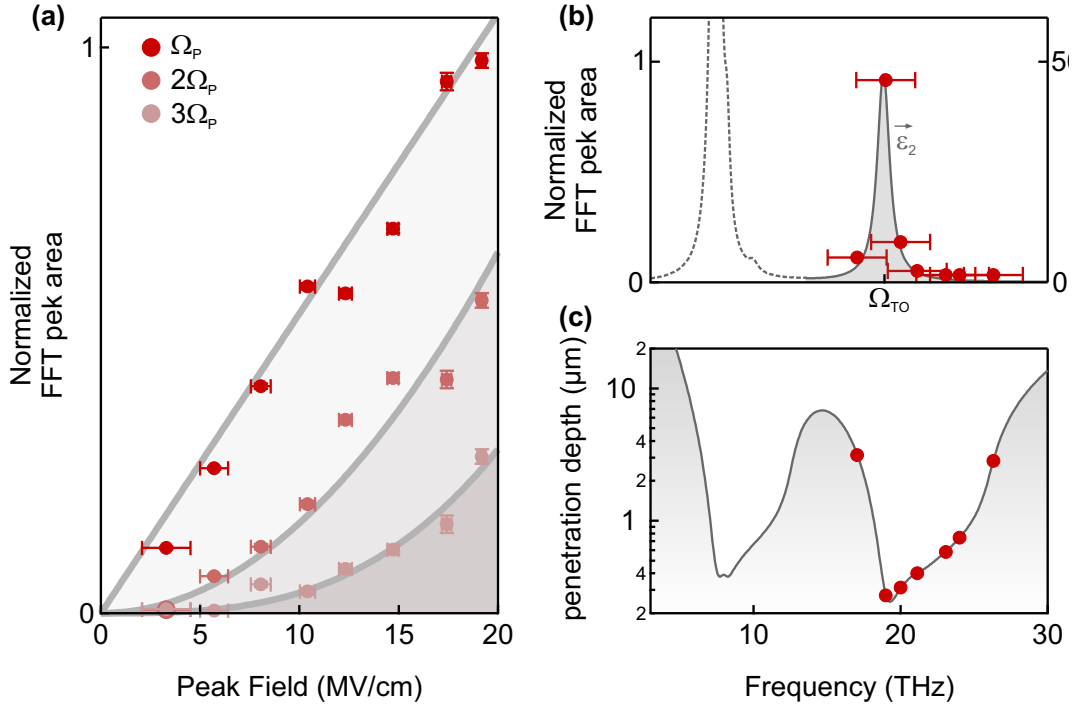 (a)
Normalized
FFT pek area
1
0
Ω_P
2Ω_P
3Ω_P
0 5 10 15 20
Peak Field (MV/cm)
(b)
Normalized
FFT pek area
1
0
50
0
ε₂
Ω_TO
(c)
penetration depth (μm)
2
10
4
2
1
4
2
10 20 30
Frequency (THz)